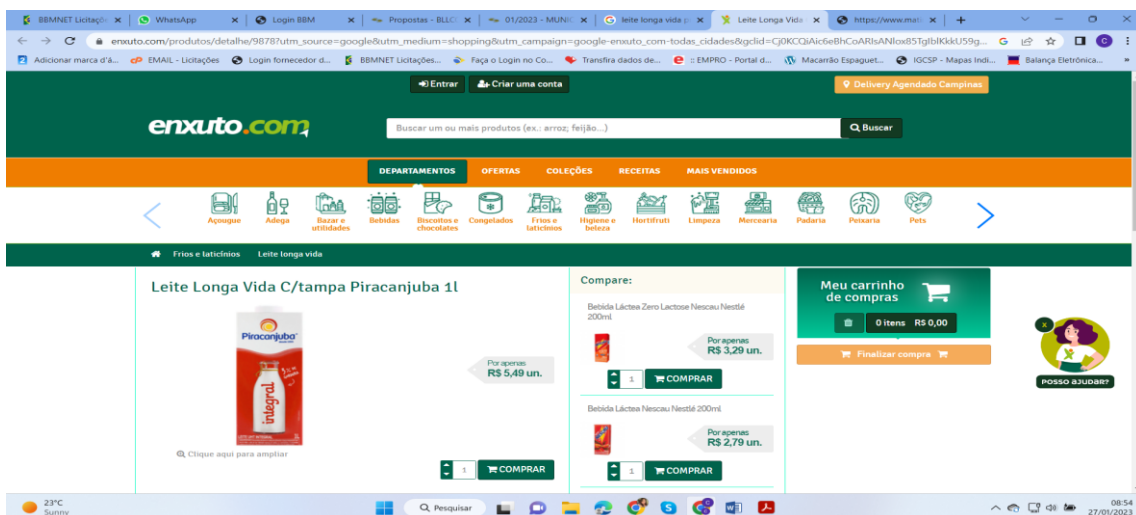 BBMNET Licitaçõ
WhatsApp
Login BBM
Propostas - BLL
01/2023 - MUNI
leite longa vida p
Leite Longa Vida
https://www.mat
enxuto.com/produtos/detalhe/9878?utm_source=google&utm_medium=shopping&utm_campaign=google-enxuto_com-todas_cidades&gclid=Cj0KCQiAic6eBhCoARIsANlox85TgIblKkkU59g...
Adicionar marca d'á...
EMAIL - Licitações
Login fornecedor d...
BBMNET Licitações...
Faça o Login no Co...
Transfira dados de...
:: EMPRO - Portal d...
Macarrão Espaguet...
IGCSP - Mapas Indi...
Balança Eletrônica...
Entrar
Criar uma conta
Delivery Agendado Campinas
enxuto.com
Buscar um ou mais produtos (ex.: arroz; feijão...)
Buscar
DEPARTAMENTOS
OFERTAS
COLEÇÕES
RECEITAS
MAIS VENDIDOS
Açougue
Adega
Bazar e
utilidades
Bebidas
Biscoitos e
chocolates
Congelados
Frios e
laticínios
Higiene e
beleza
Hortifruti
Limpeza
Mercearia
Padaria
Peixaria
Pets
Frios e laticínios
Leite longa vida
Leite Longa Vida C/tampa Piracanjuba 1l
Piracanjuba
integral
Por apenas
R$ 5,49 un.
Clique aqui para ampliar
1
COMPRAR
Compare:
Bebida Láctea Zero Lactose Nescau Nestlé
200ml
Por apenas
R$ 3,29 un.
1
COMPRAR
Bebida Láctea Nescau Nestlé 200ml
Por apenas
R$ 2,79 un.
1
COMPRAR
Meu carrinho
de compras
0 itens R$ 0,00
Finalizar compra
x
POSSO AJUDAR?
23°C
Sunny
Pesquisar
08:54
27/01/2023